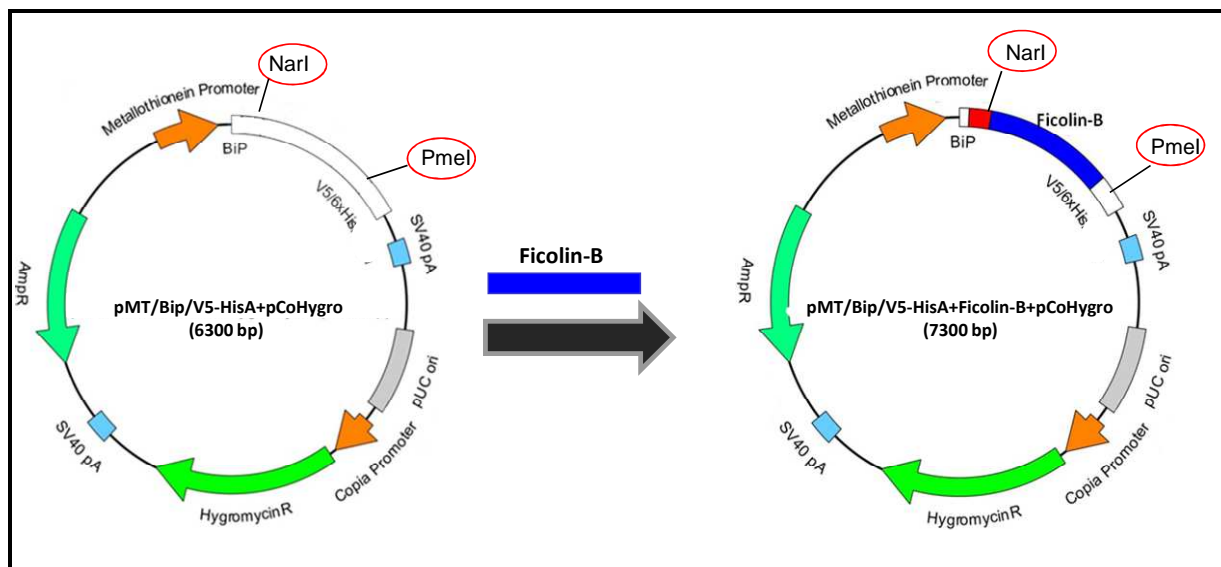 NarI
Metallothionein Promoter
BiP
PmeI
V5/6xHis.
SV40 pA
AmpR
pMT/Bip/V5-HisA+pCoHygro
(6300 bp)
pUC ori
Copia Promoter
HygromycinR
SV40 pA
Ficolin-B
NarI
Metallothionein Promoter
Ficolin-B
BiP
PmeI
V5/6xHis.
SV40 pA
AmpR
pMT/Bip/V5-HisA+Ficolin-B+pCoHygro
(7300 bp)
pUC ori
Copia Promoter
HygromycinR
SV40 pA